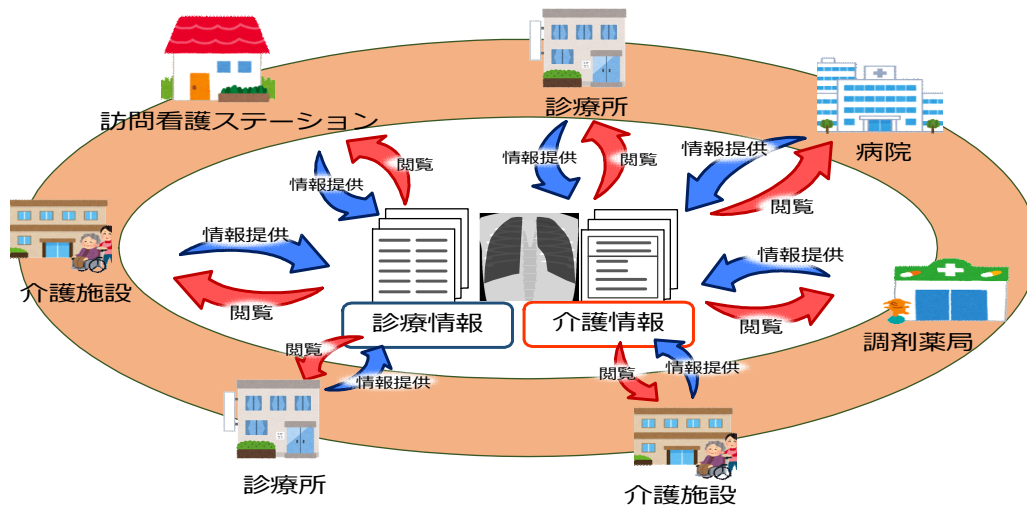 診療所
訪問看護ステーション
病院
情報提供
閲覧
情報提供
閲覧
情報提供
閲覧
情報提供
閲覧
情報提供
閲覧
介護施設
調剤薬局
診療情報
介護情報
閲覧
情報提供
閲覧
情報提供
診療所
介護施設